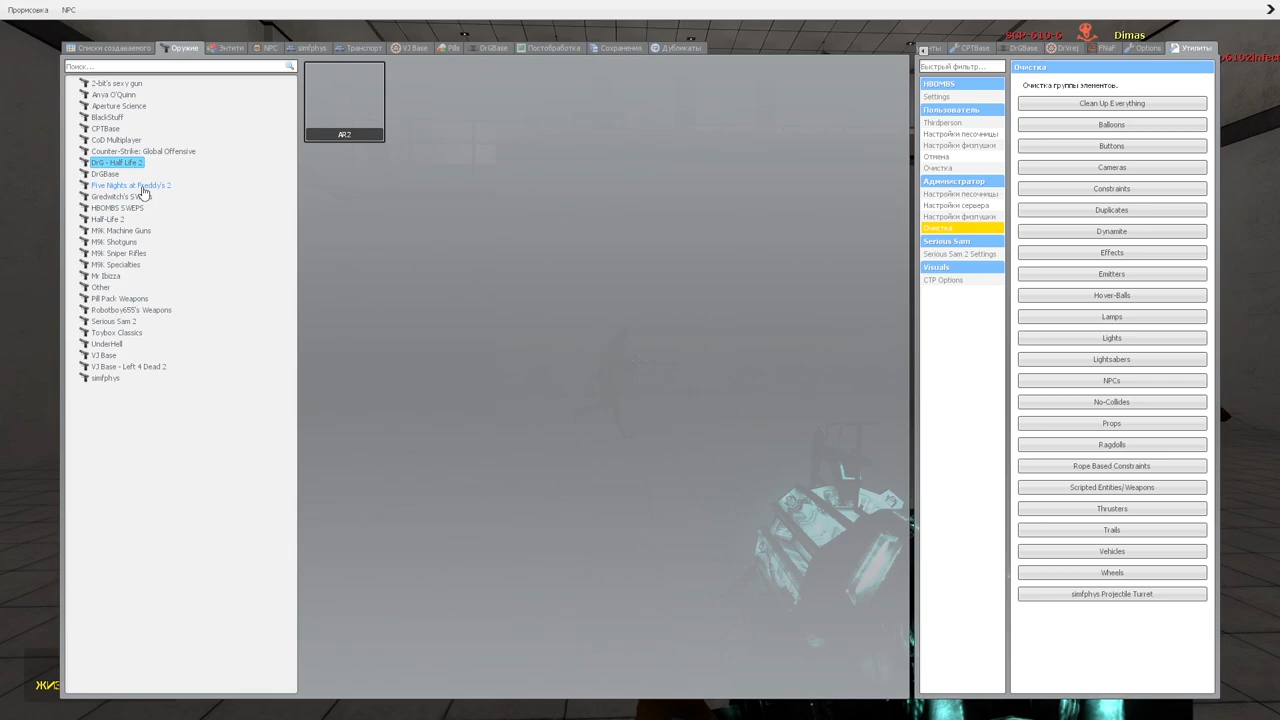 Прорисовка NPC
SCP-610-6 Dimas
Списки создаваемого Оружие Энтити NPC simfphys Транспорт VJ Base Pills DrGBase Постобработка Сохранения Дубликаты
CPTBase DrGBase DrVrej FNaF Options Утилиты
Поиск...
2-bit's sexy gun
Anya O'Quinn
Aperture Science
BlackStuff
CPTBase
CoD Multiplayer
Counter-Strike: Global Offensive
DrG - Half Life 2
DrGBase
Five Nights at Freddy's 2
HBOMBS SWEPS
Half-Life 2
M9k Machine Guns
M9k Shotguns
M9k Sniper Rifles
M9k Specialties
Mr Ibizza
Other
Pill Pack Weapons
Robotboy655's Weapons
Serious Sam 2
Toybox Classics
UnderHell
VJ Base
VJ Base - Left 4 Dead 2
simfphys
AR2
Быстрый фильтр...
HBOMBS
Settings
Пользователь
Thirdperson
Настройки песочницы
Настройки физпушки
Отмена
Очистка
Администратор
Настройки песочницы
Настройки сервера
Настройки физпушки
Очистка
Serious Sam
Serious Sam 2 Settings
Visuals
CTP Options
Очистка
Очистка группы элементов.
Clean Up Everything
Balloons
Buttons
Cameras
Constraints
Duplicates
Dynamite
Effects
Emitters
Hover-Balls
Lamps
Lights
Lightsabers
NPCs
No-Collides
Props
Ragdolls
Rope Based Constraints
Scripted Entities/Weapons
Thrusters
Trails
Vehicles
Wheels
simfphys Projectile Turret